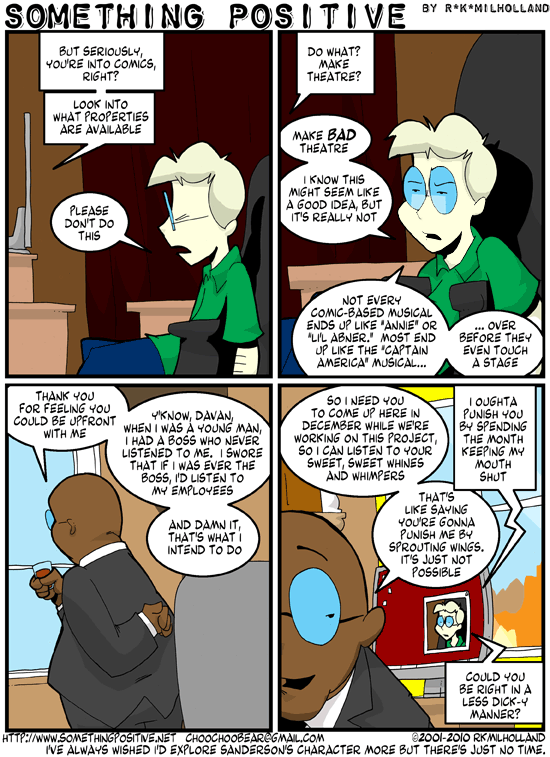 SOMETHING POSITIVE BY R*K*MILHOLLAND
BUT SERIOUSLY,
YOU'RE INTO COMICS,
RIGHT?
LOOK INTO
WHAT PROPERTIES
ARE AVAILABLE
PLEASE
DON'T DO
THIS
DO WHAT?
MAKE
THEATRE?
MAKE BAD
THEATRE
I KNOW THIS
MIGHT SEEM LIKE
A GOOD IDEA, BUT
IT'S REALLY NOT
NOT EVERY
COMIC-BASED MUSICAL
ENDS UP LIKE "ANNIE" OR
"LI'L ABNER." MOST END
UP LIKE THE "CAPTAIN
AMERICA" MUSICAL...
... OVER
BEFORE THEY
EVEN TOUCH
A STAGE
THANK YOU
FOR FEELING YOU
COULD BE UPFRONT
WITH ME
Y'KNOW, DAVAN,
WHEN I WAS A YOUNG MAN,
I HAD A BOSS WHO NEVER
LISTENED TO ME. I SWORE
THAT IF I WAS EVER THE
BOSS, I'D LISTEN TO
MY EMPLOYEES
AND DAMN IT,
THAT'S WHAT I
INTEND TO DO
SO I NEED YOU
TO COME UP HERE IN
DECEMBER WHILE WE'RE
WORKING ON THIS PROJECT,
SO I CAN LISTEN TO YOUR
SWEET, SWEET WHINES
AND WHIMPERS
I OUGHTA
PUNISH YOU
BY SPENDING
THE MONTH
KEEPING MY
MOUTH
SHUT
THAT'S
LIKE SAYING
YOU'RE GONNA
PUNISH ME BY
SPROUTING WINGS.
IT'S JUST NOT
POSSIBLE
COULD YOU
BE RIGHT IN A
LESS DICK-Y
MANNER?
HTTP://WWW.SOMETHINGPOSITIVE.NET CHOOCHOOBEAR@GMAIL.COM ©2001-2010 RKMILHOLLAND
I'VE ALWAYS WISHED I'D EXPLORE SANDERSON'S CHARACTER MORE BUT THERE'S JUST NO TIME.